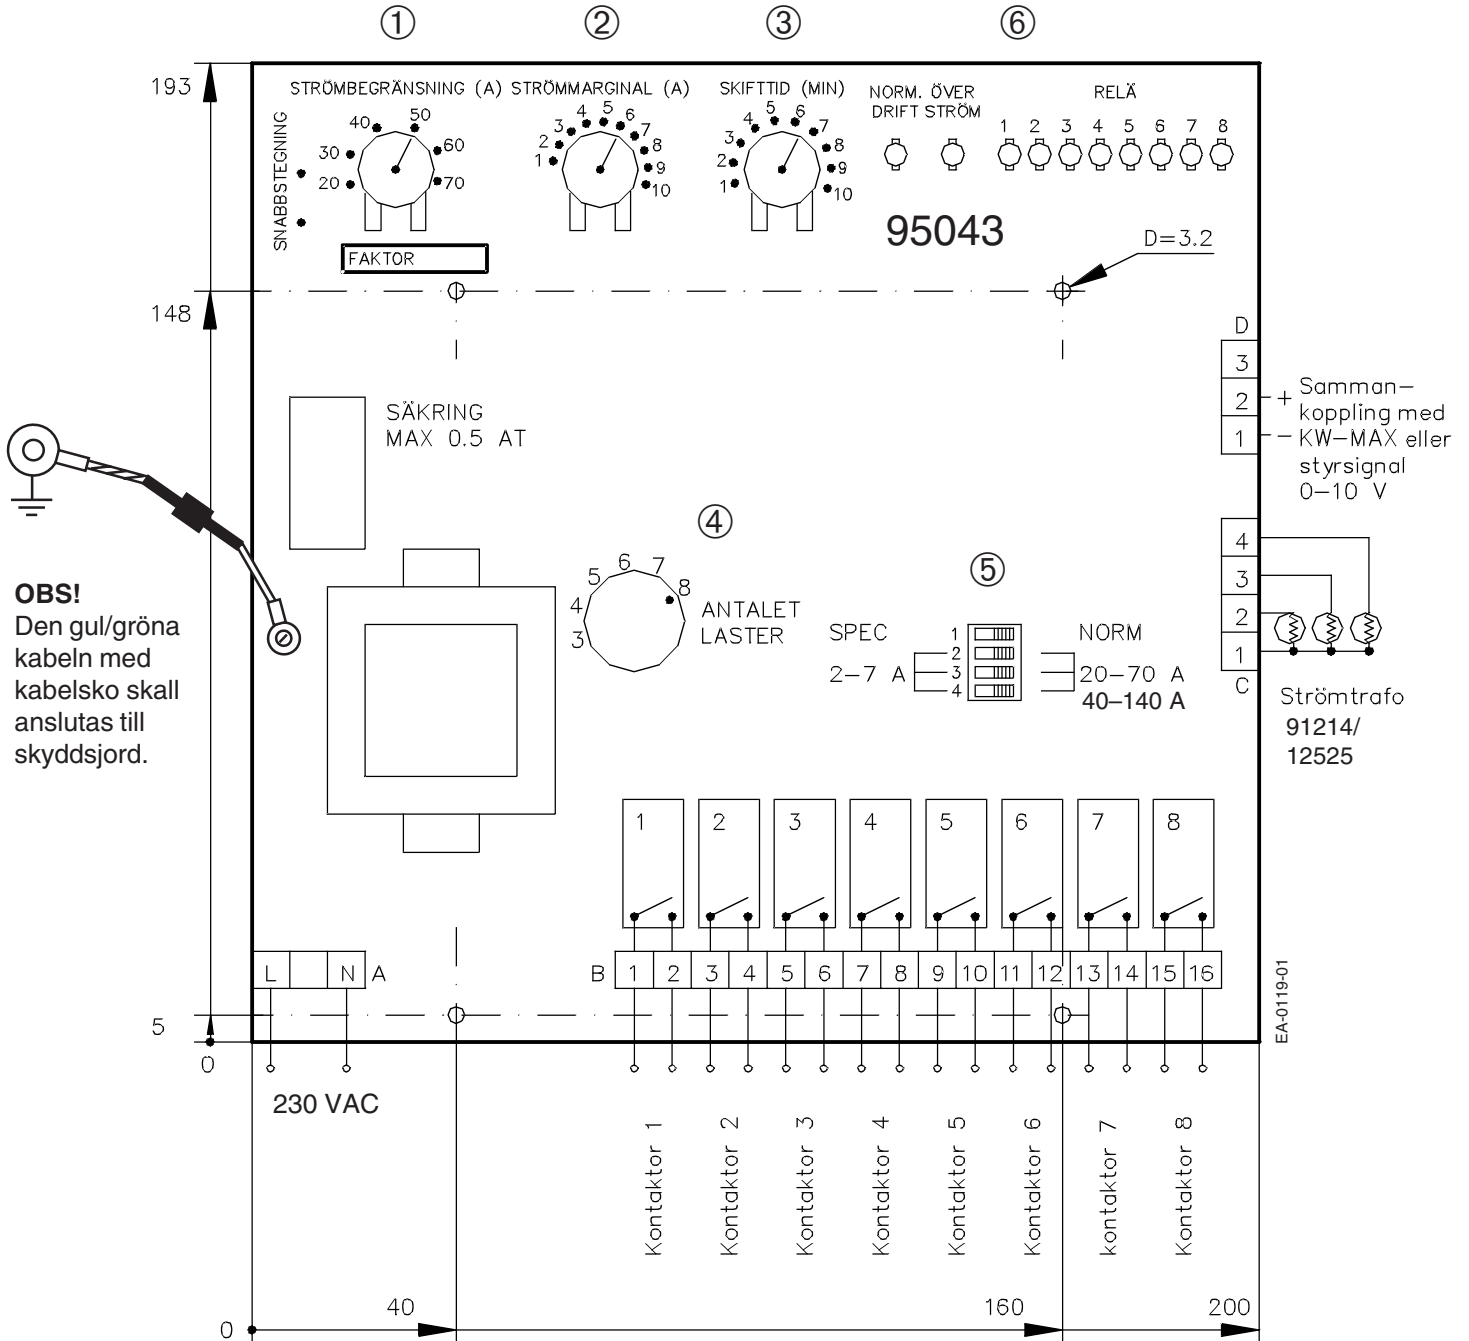 ① ② ③ ⑥
193
STRÖMBEGRÄNSNING (A)
STRÖMMARGINAL (A)
SKIFTTID (MIN)
NORM. ÖVER
DRIFT STRÖM
RELÄ
SNABBSTEGNING
20 30 40 50 60 70
1 2 3 4 5 6 7 8 9 10
1 2 3 4 5 6 7 8 9 10
1 2 3 4 5 6 7 8
FAKTOR
95043
D=3.2
148
D
3
2
1
+
–
Samman–
koppling med
KW–MAX eller
styrsignal
0–10 V
SÄKRING
MAX 0.5 AT
OBS!
Den gul/gröna
kabeln med
kabelsko skall
anslutas till
skyddsjord.
④
3 4 5 6 7 8
ANTALET
LASTER
⑤
SPEC
2–7 A
1
2
3
4
NORM
20–70 A
40–140 A
4
3
2
1
C
Strömtrafo
91214/
12525
1 2 3 4 5 6 7 8
L N A
B 1 2 3 4 5 6 7 8 9 10 11 12 13 14 15 16
EA-0119-01
5
0
230 VAC
Kontaktor 1
Kontaktor 2
Kontaktor 3
Kontaktor 4
Kontaktor 5
Kontaktor 6
kontaktor 7
Kontaktor 8
0 40 160 200